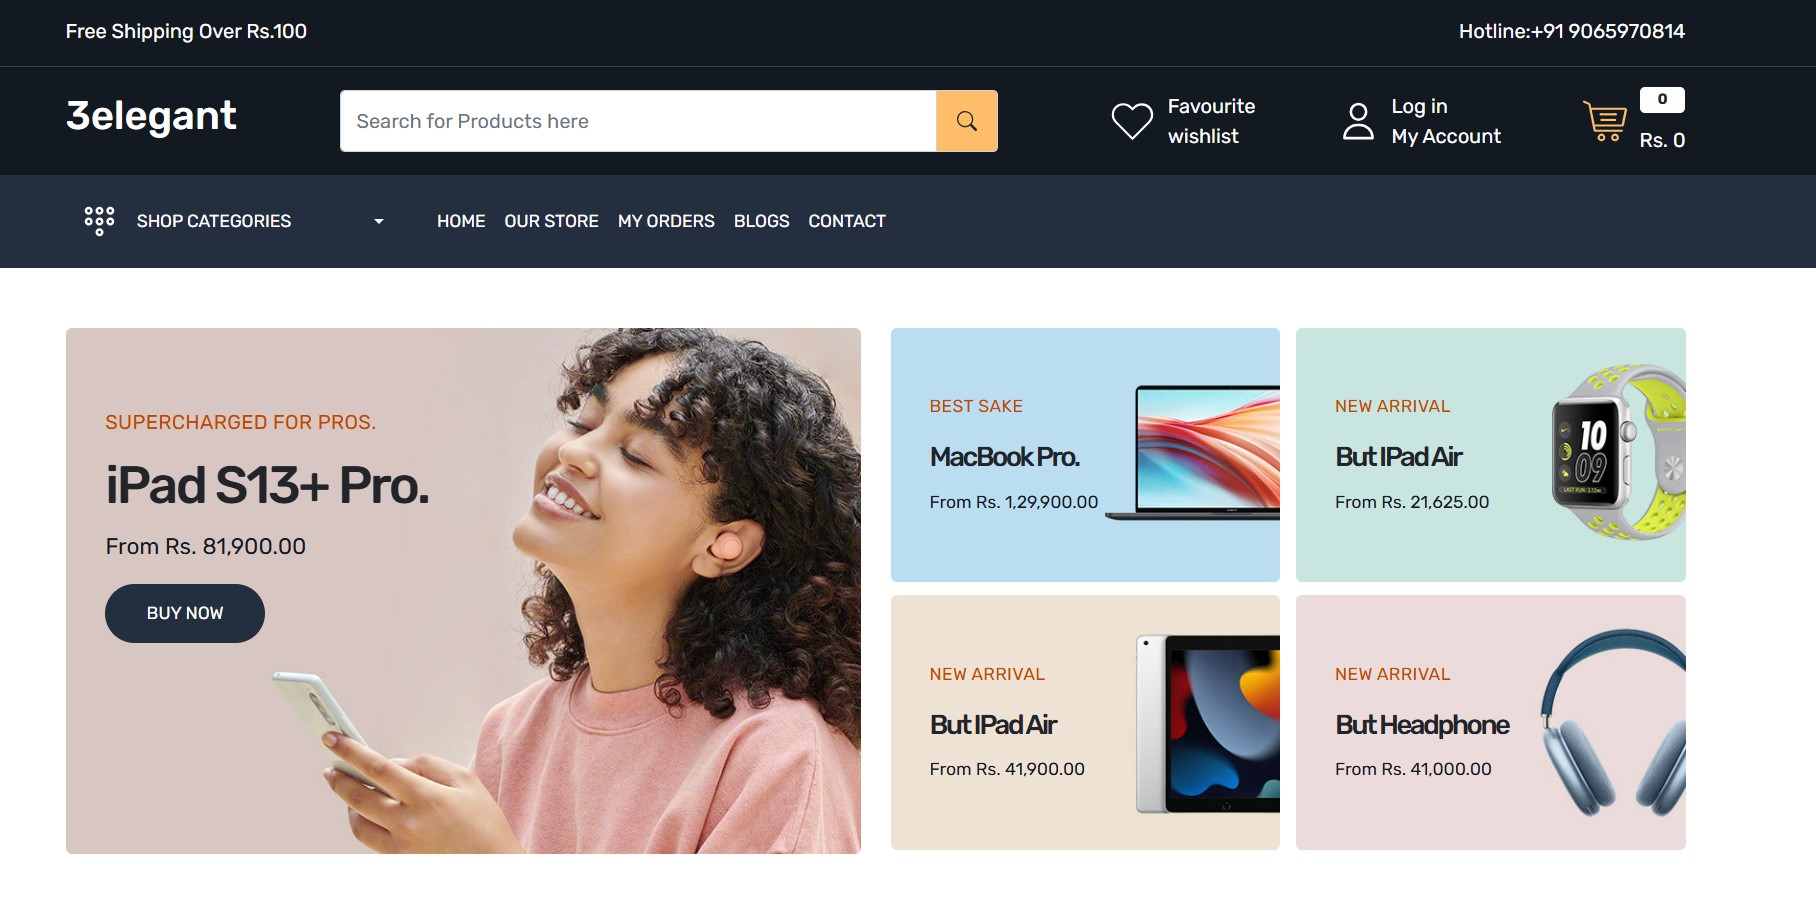 Free Shipping Over Rs.100
Hotline:+91 9065970814
3elegant
Search for Products here
Favourite
wishlist
Log in
My Account
0
Rs. 0
SHOP CATEGORIES
HOME OUR STORE MY ORDERS BLOGS CONTACT
SUPERCHARGED FOR PROS.
iPad S13+ Pro.
From Rs. 81,900.00
BUY NOW
BEST SAKE
MacBook Pro.
From Rs. 1,29,900.00
NEW ARRIVAL
But IPad Air
From Rs. 21,625.00
10
09
NEW ARRIVAL
But IPad Air
From Rs. 41,900.00
NEW ARRIVAL
But Headphone
From Rs. 41,000.00